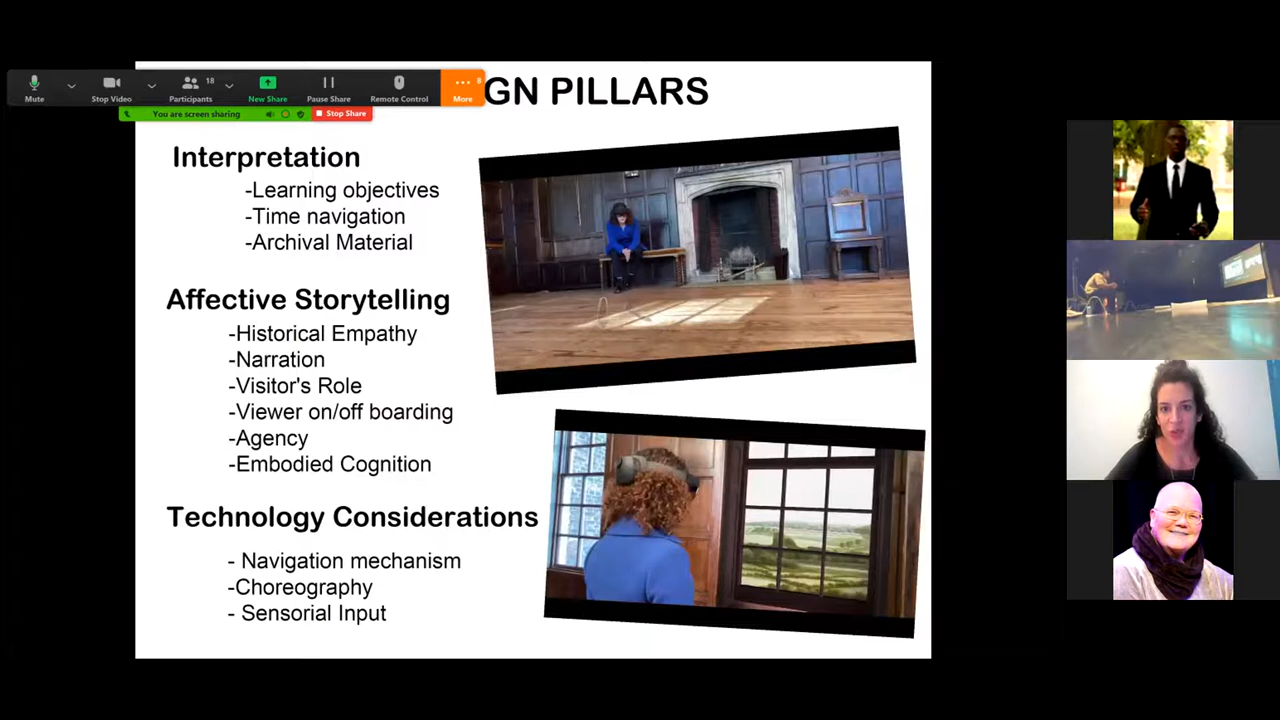 GN PILLARS
18
8
Mute
Stop Video
Participants
New Share
Pause Share
Remote Control
More
You are screen sharing
Stop Share
Interpretation
-Learning objectives
-Time navigation
-Archival Material
Affective Storytelling
-Historical Empathy
-Narration
-Visitor's Role
-Viewer on/off boarding
-Agency
-Embodied Cognition
Technology Considerations
- Navigation mechanism
-Choreography
- Sensorial Input